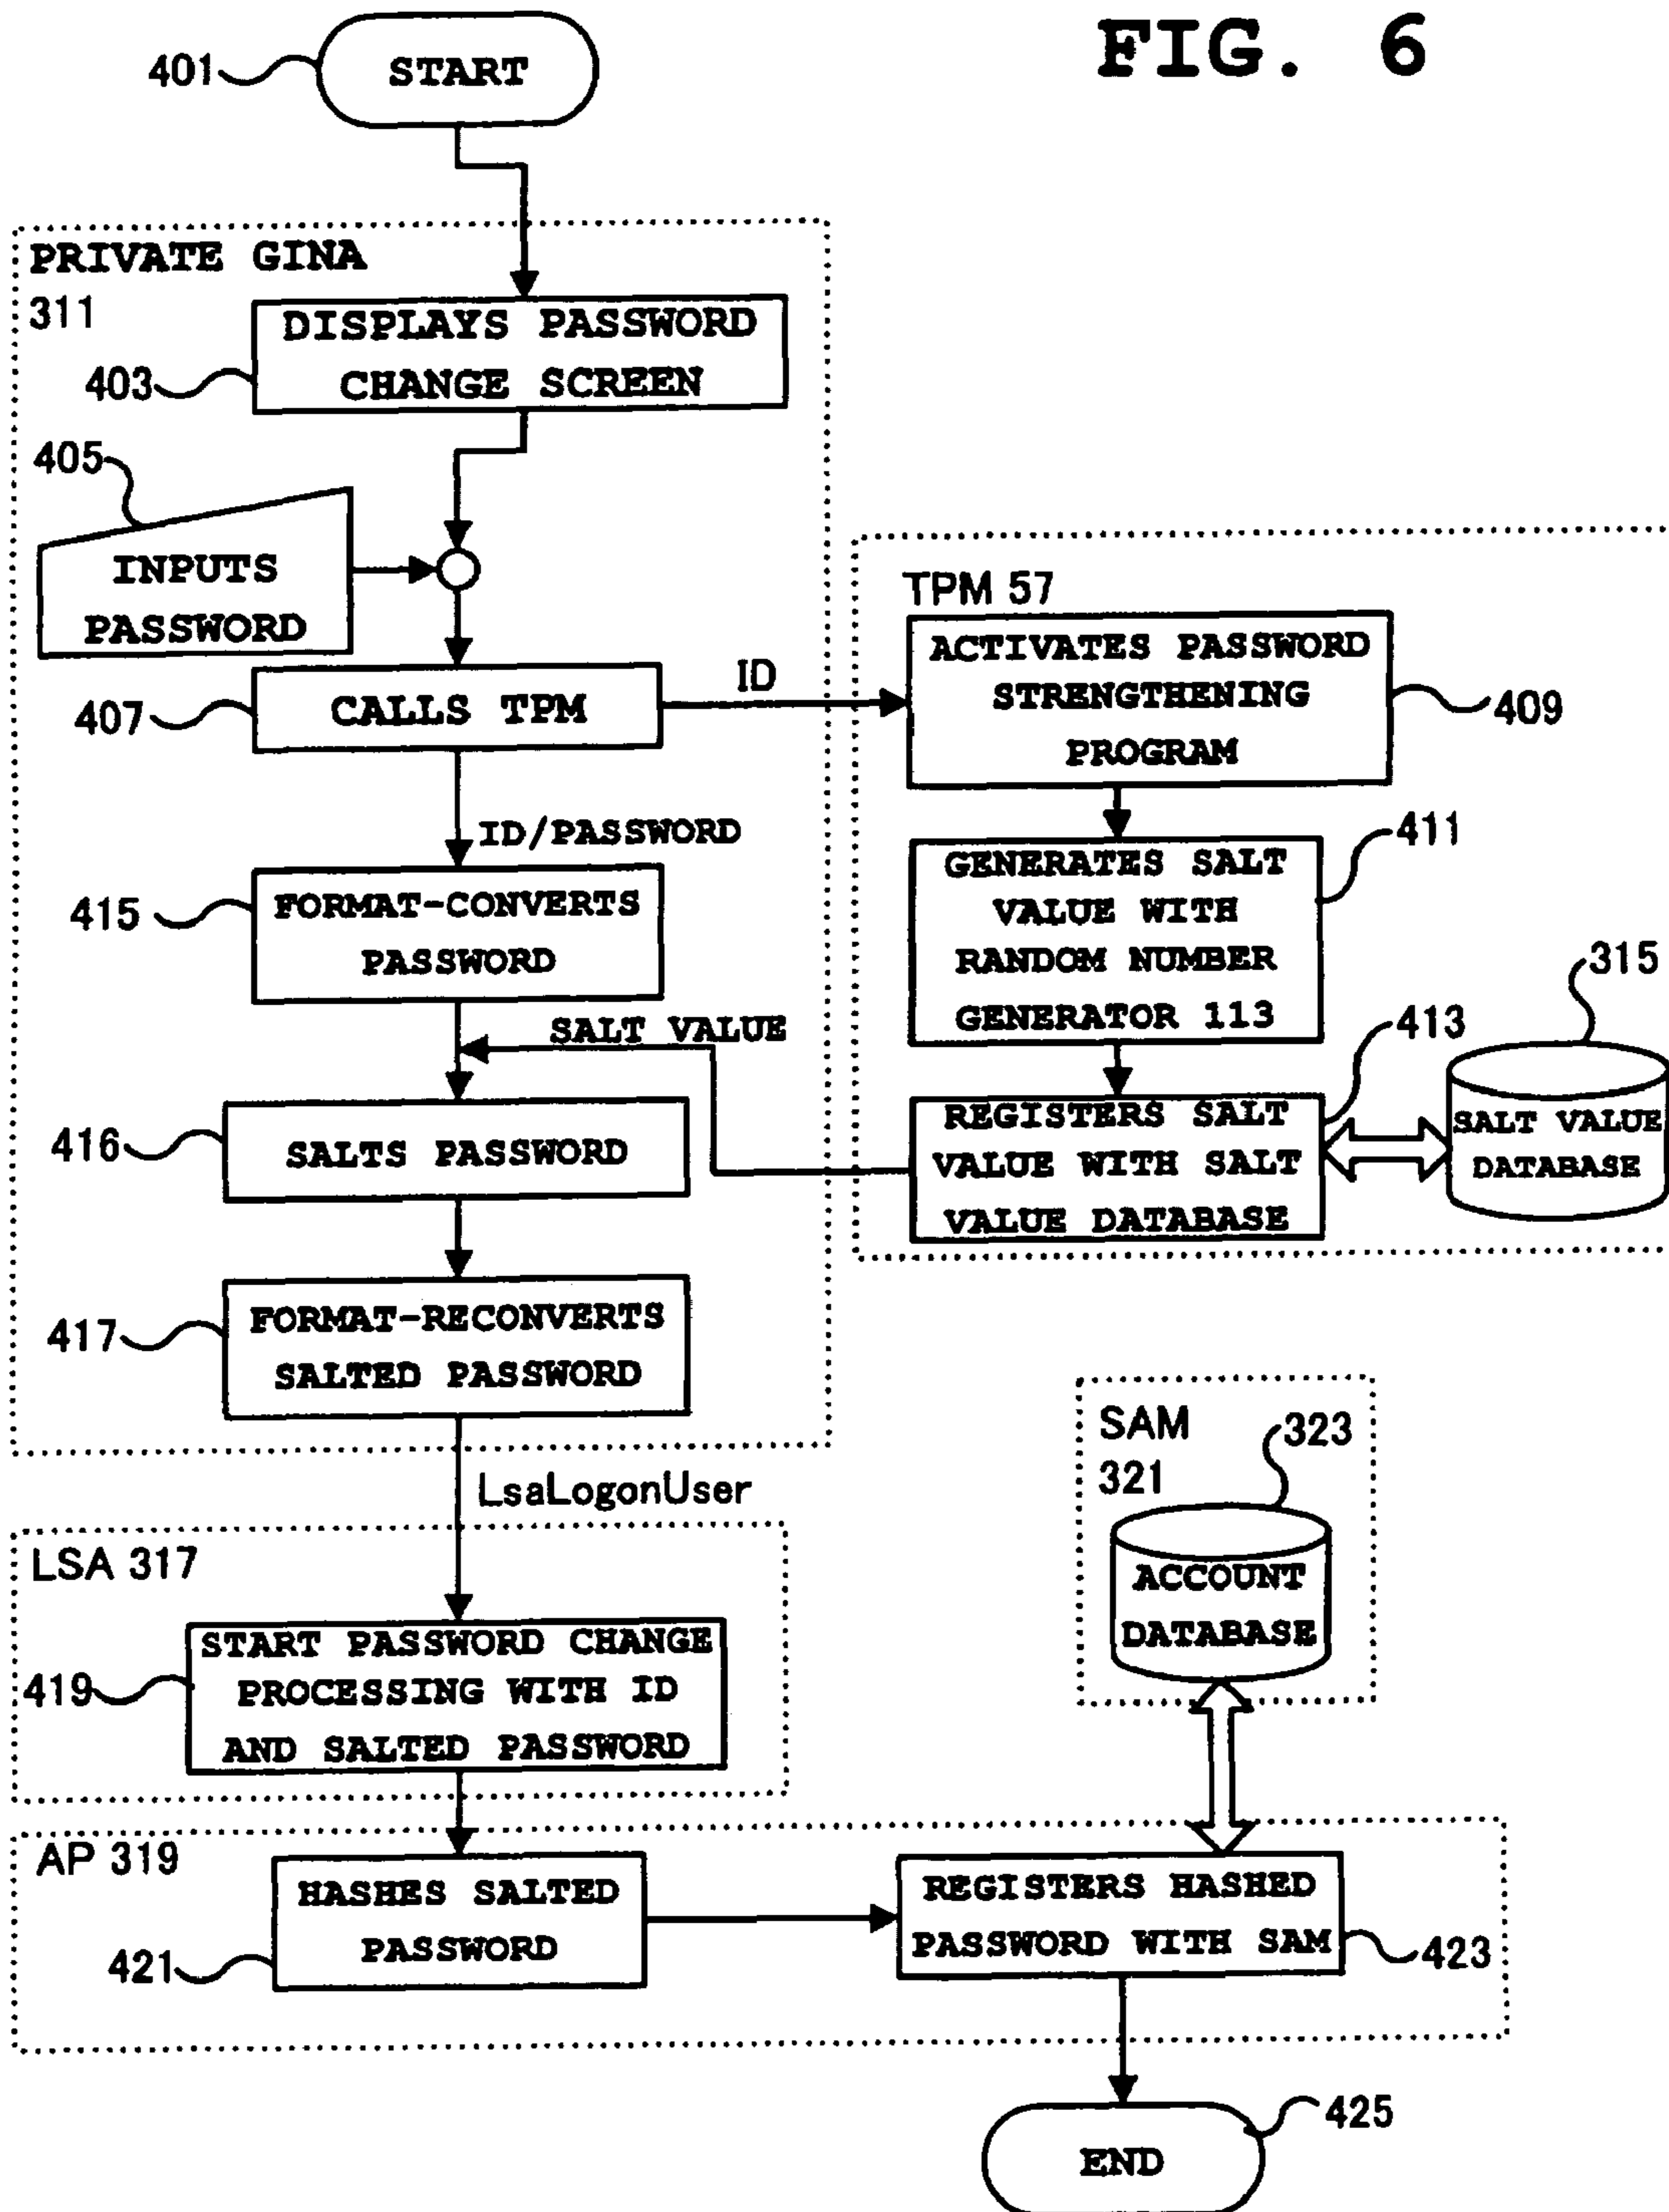 FIG. 6
401
START
PRIVATE GINA
311
DISPLAYS PASSWORD
CHANGE SCREEN
403
405
INPUTS
PASSWORD
TPM 57
407
CALLS TPM
ID
ACTIVATES PASSWORD
STRENGTHENING
PROGRAM
409
ID/PASSWORD
415
FORMAT-CONVERTS
PASSWORD
GENERATES SALT
VALUE WITH
RANDOM NUMBER
GENERATOR 113
411
SALT VALUE
416
SALTS PASSWORD
REGISTERS SALT
VALUE WITH SALT
VALUE DATABASE
413
315
SALT VALUE
DATABASE
417
FORMAT-RECONVERTS
SALTED PASSWORD
LsaLogonUser
SAM
321
323
ACCOUNT
DATABASE
LSA 317
419
START PASSWORD CHANGE
PROCESSING WITH ID
AND SALTED PASSWORD
AP 319
HASHES SALTED
PASSWORD
421
REGISTERS HASHED
PASSWORD WITH SAM
423
END
425